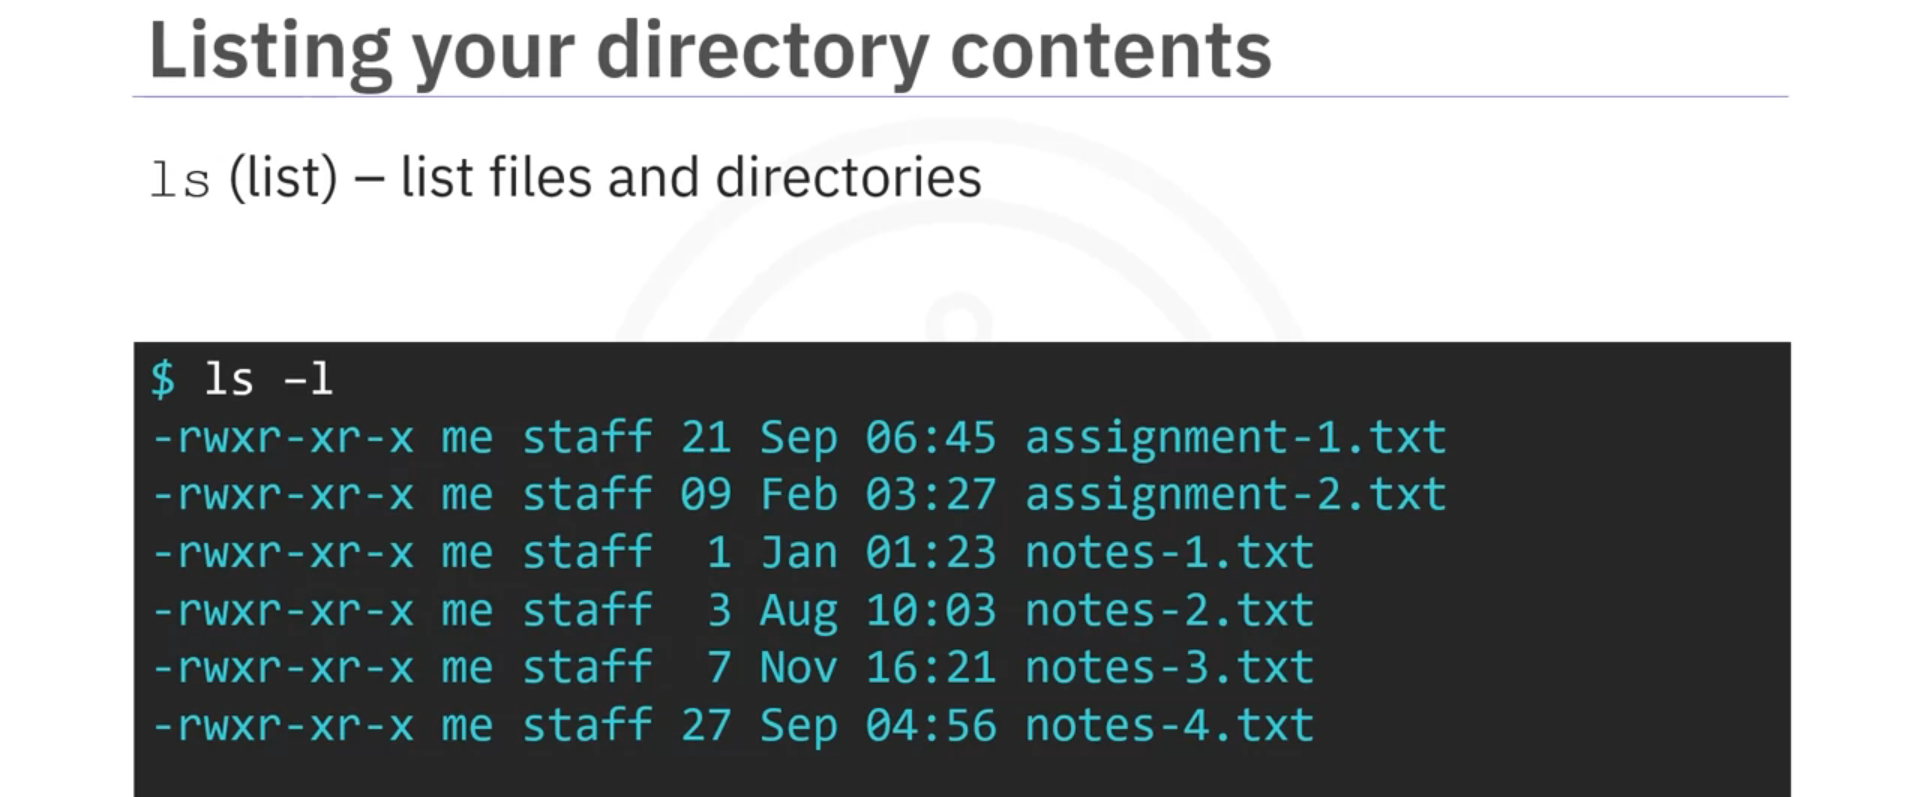 Listing your directory contents
ls (list) – list files and directories
$ ls –l
-rwxr-xr-x me staff 21 Sep 06:45 assignment-1.txt
-rwxr-xr-x me staff 09 Feb 03:27 assignment-2.txt
-rwxr-xr-x me staff  1 Jan 01:23 notes-1.txt
-rwxr-xr-x me staff  3 Aug 10:03 notes-2.txt
-rwxr-xr-x me staff  7 Nov 16:21 notes-3.txt
-rwxr-xr-x me staff 27 Sep 04:56 notes-4.txt